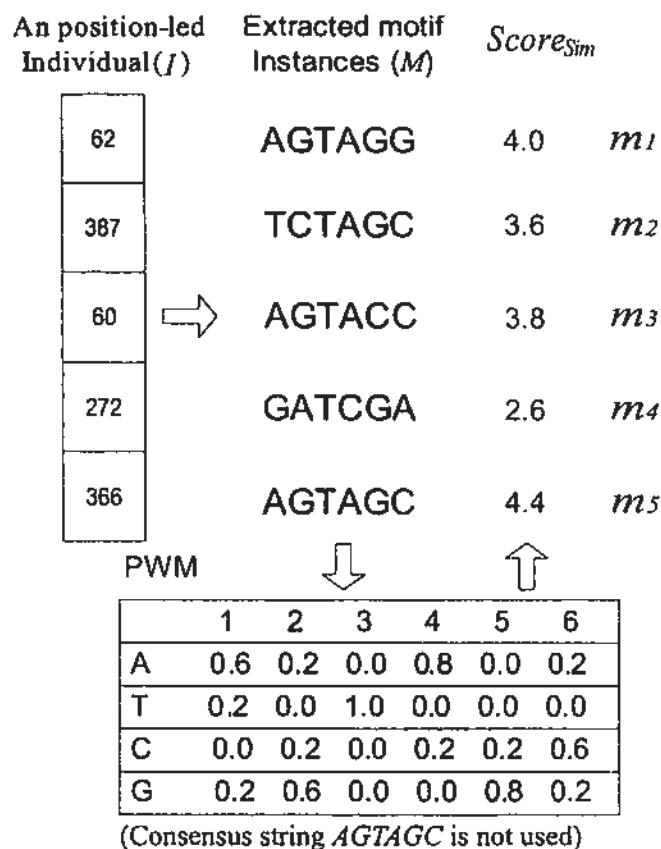 An position-led Individual(I)
Extracted motif Instances (M)
Score_Sim
62 AGTAGG 4.0 m1
387 TCTAGC 3.6 m2
60 AGTACC 3.8 m3
272 GATCGA 2.6 m4
366 AGTAGC 4.4 m5
PWM
1 2 3 4 5 6
A 0.6 0.2 0.0 0.8 0.0 0.2
T 0.2 0.0 1.0 0.0 0.0 0.0
C 0.0 0.2 0.0 0.2 0.2 0.6
G 0.2 0.6 0.0 0.0 0.8 0.2
(Consensus string AGTAGC is not used)